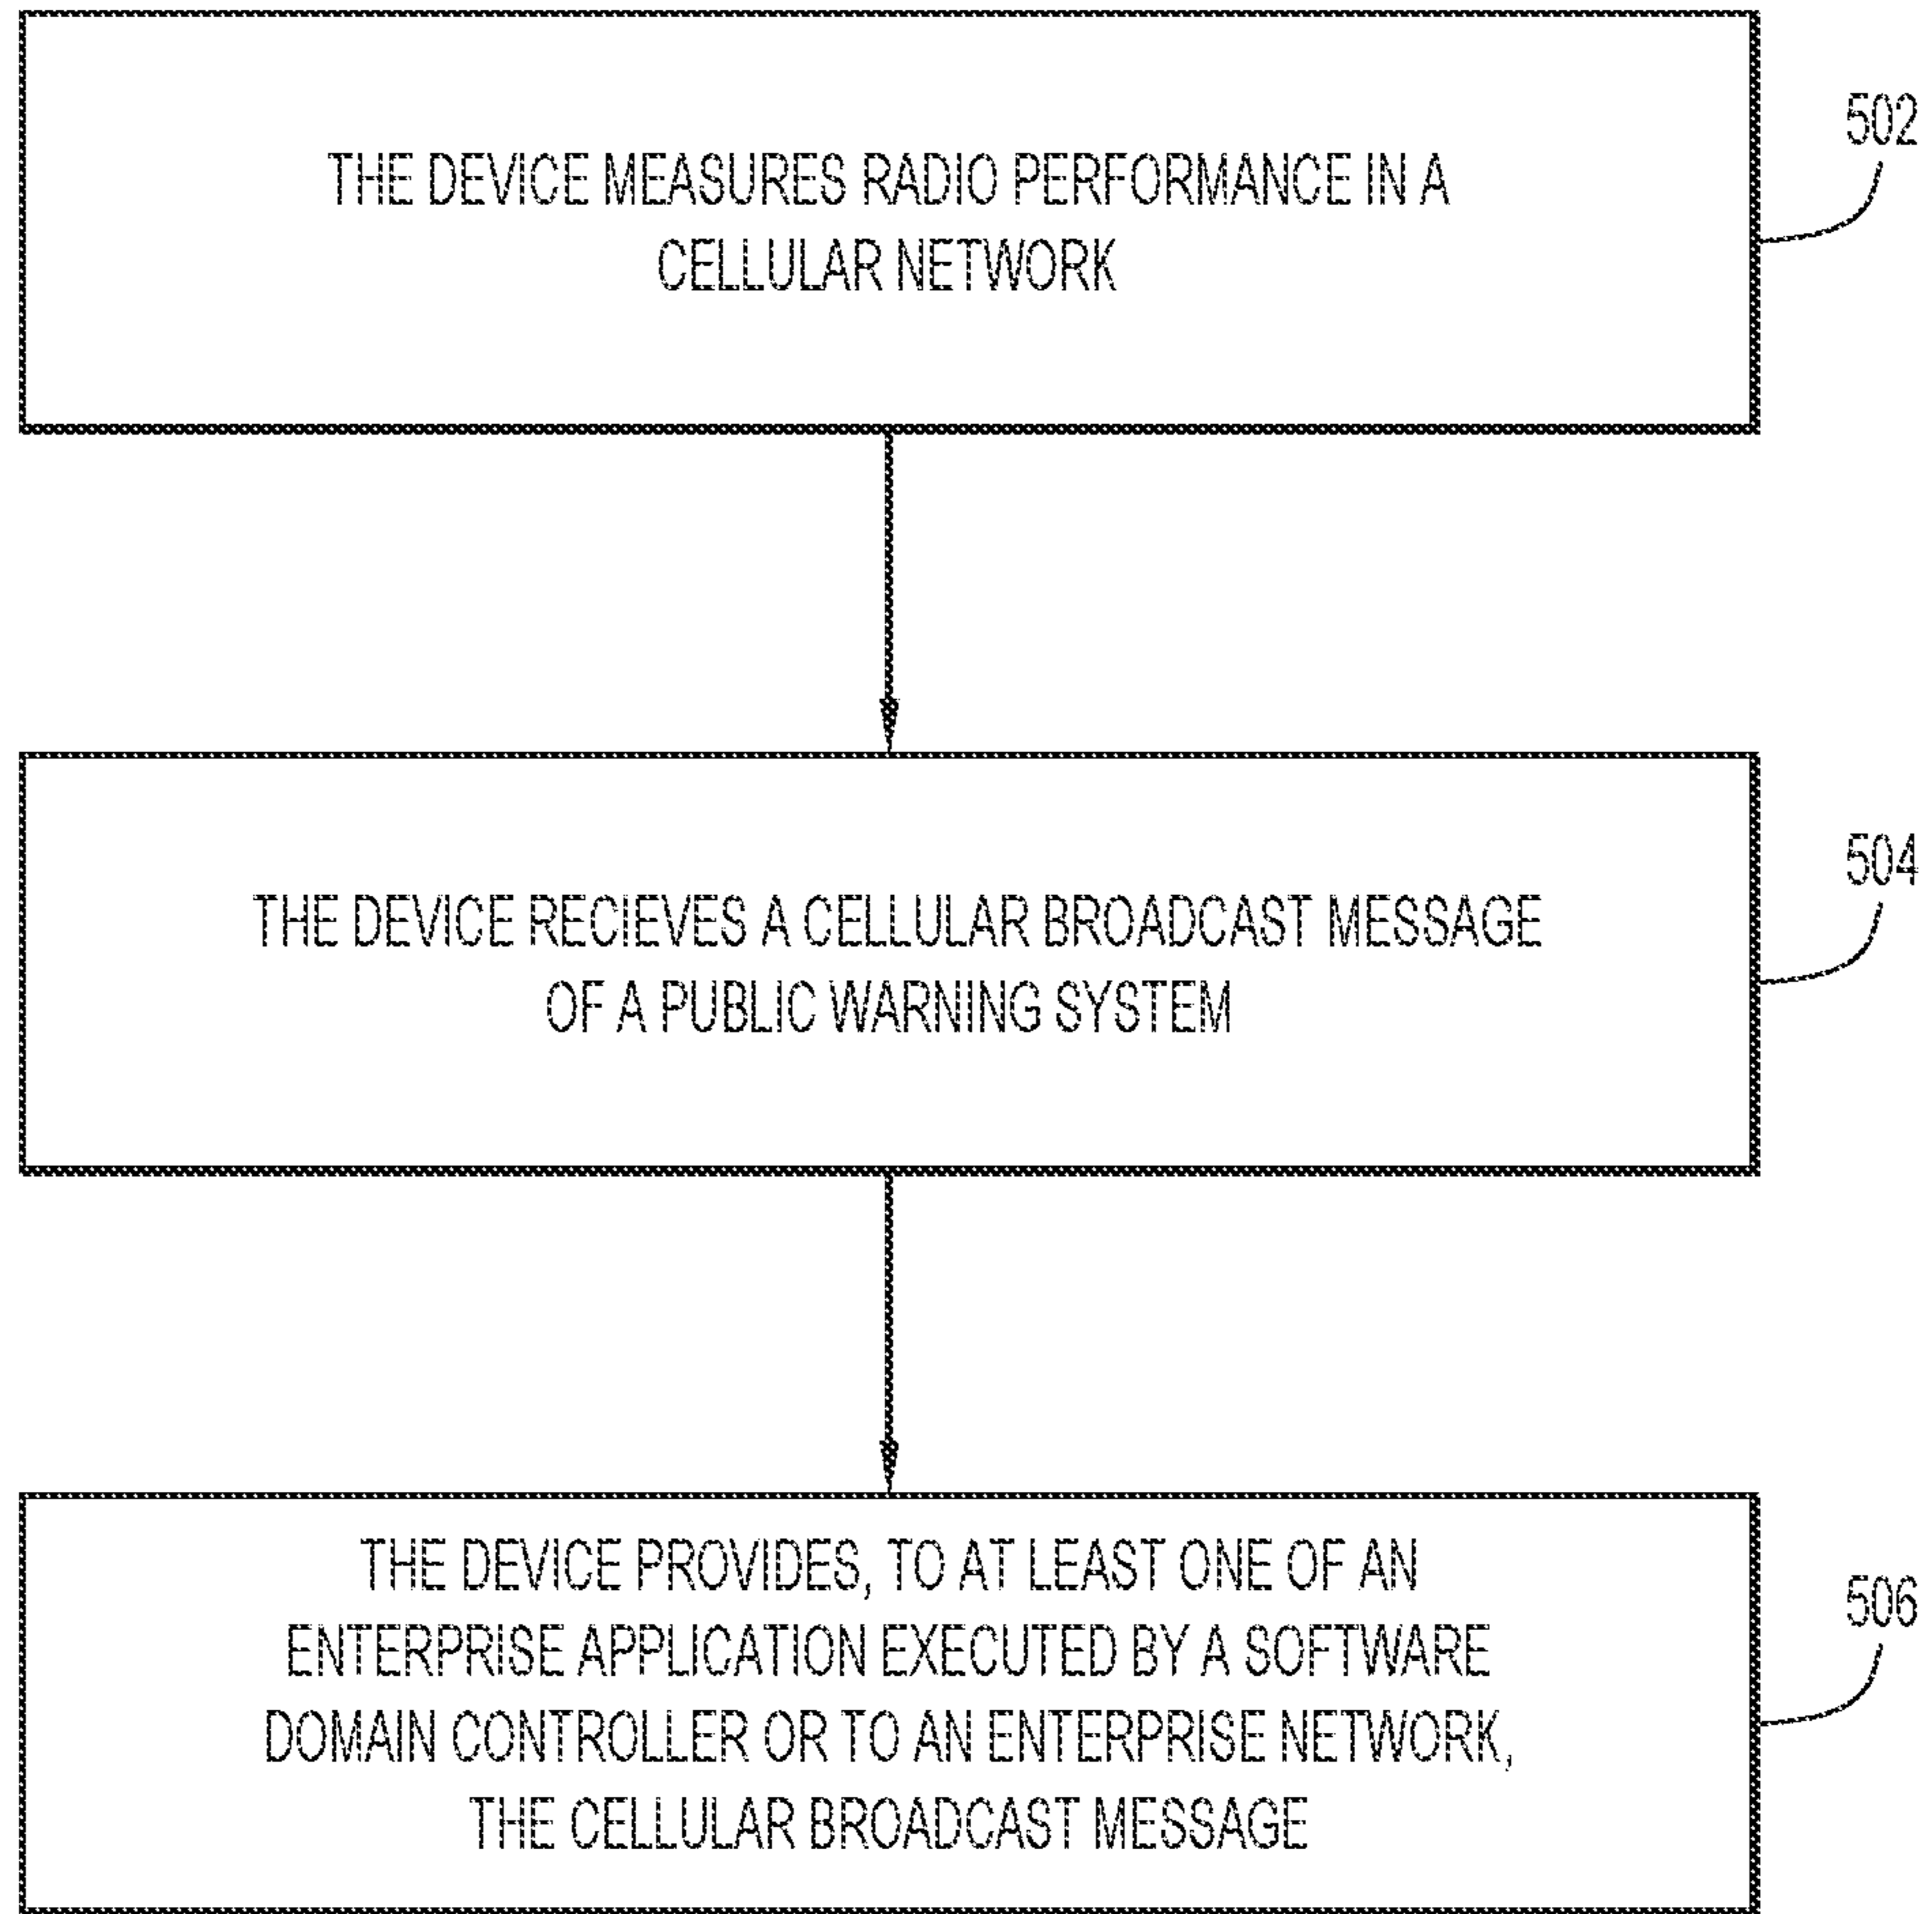 THE DEVICE MEASURES RADIO PERFORMANCE IN A
CELLULAR NETWORK
502
THE DEVICE RECIEVES A CELLULAR BROADCAST MESSAGE
OF A PUBLIC WARNING SYSTEM
504
THE DEVICE PROVIDES, TO AT LEAST ONE OF AN
ENTERPRISE APPLICATION EXECUTED BY A SOFTWARE
DOMAIN CONTROLLER OR TO AN ENTERPRISE NETWORK,
THE CELLULAR BROADCAST MESSAGE
506